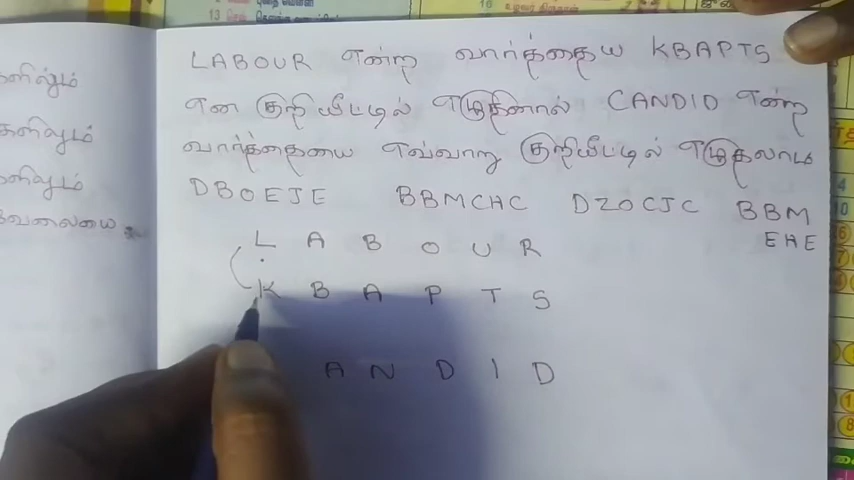 LABOUR என்ற வார்த்தைய KBAPTS
என குறியீட்டில் எழுதினால் CANDID என்ற
வார்த்தையை எவ்வாறு குறியீட்டில் எழுதலாம்
DBOEJE BBMCHC DZOCJC BBM
EHE
L A B O U R
K B A P T S
A N D I D
வேலையை